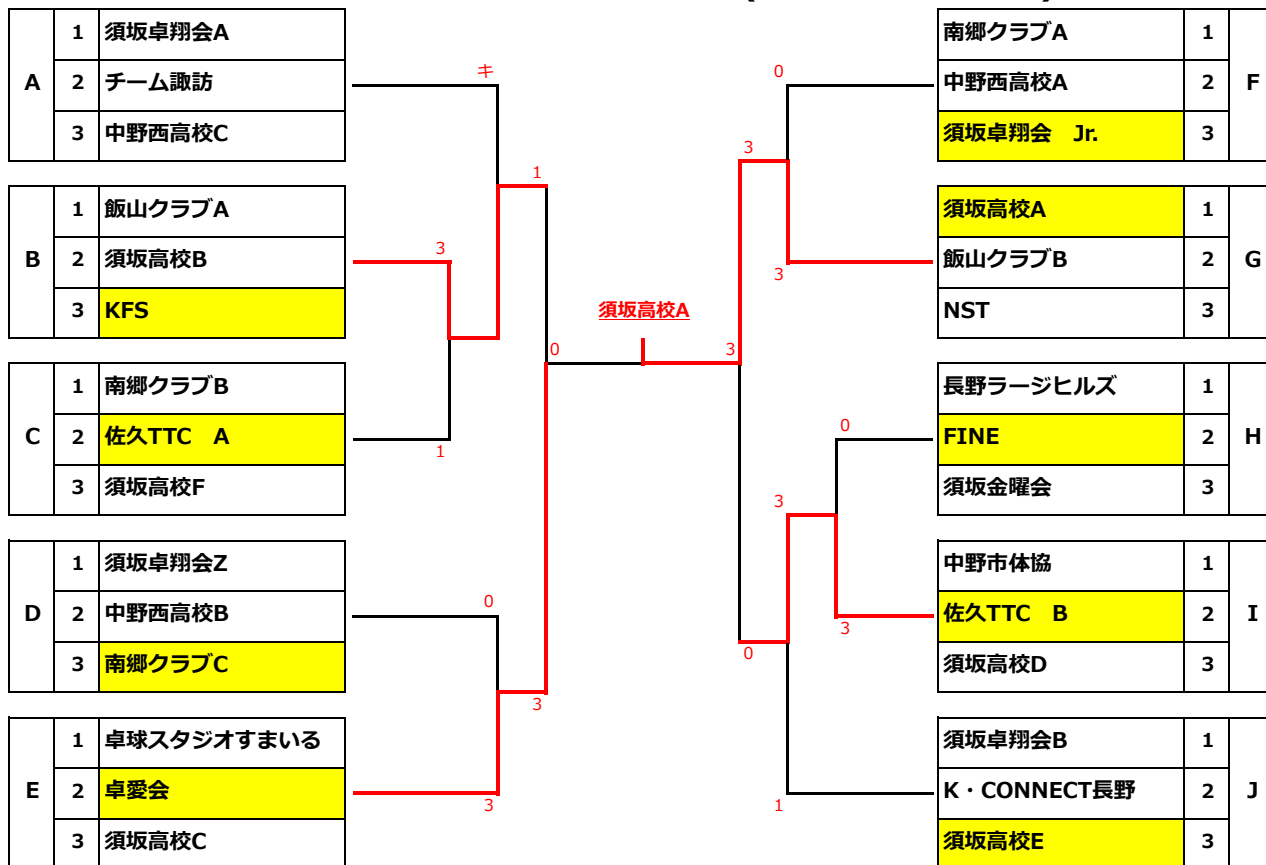 1 須坂卓翔会A
A 2 チーム諏訪
3 中野西高校C
1 飯山クラブA
B 2 須坂高校B
3 KFS
1 南郷クラブB
C 2 佐久TTC A
3 須坂高校F
1 須坂卓翔会Z
D 2 中野西高校B
3 南郷クラブC
1 卓球スタジオすまいる
E 2 卓愛会
3 須坂高校C
キ
1
3
1
0
0
3
3
須坂高校A
3
0
3
3
0
3
3
0
1
南郷クラブA 1
中野西高校A 2 F
須坂卓翔会 Jr. 3
須坂高校A 1
飯山クラブB 2 G
NST 3
長野ラージヒルズ 1
FINE 2 H
須坂金曜会 3
中野市体協 1
佐久TTC B 2 I
須坂高校D 3
須坂卓翔会B 1
K・CONNECT長野 2 J
須坂高校E 3